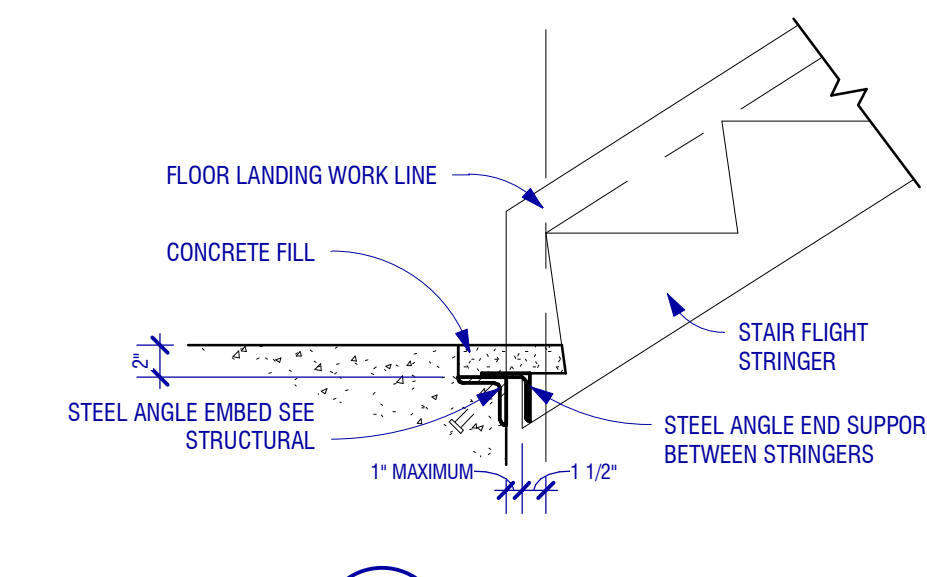 FLOOR LANDING WORK LINE
CONCRETE FILL
2"
STAIR FLIGHT
STRINGER
STEEL ANGLE EMBED SEE
STRUCTURAL
STEEL ANGLE END SUPPOR
BETWEEN STRINGERS
1" MAXIMUM
1 1/2"